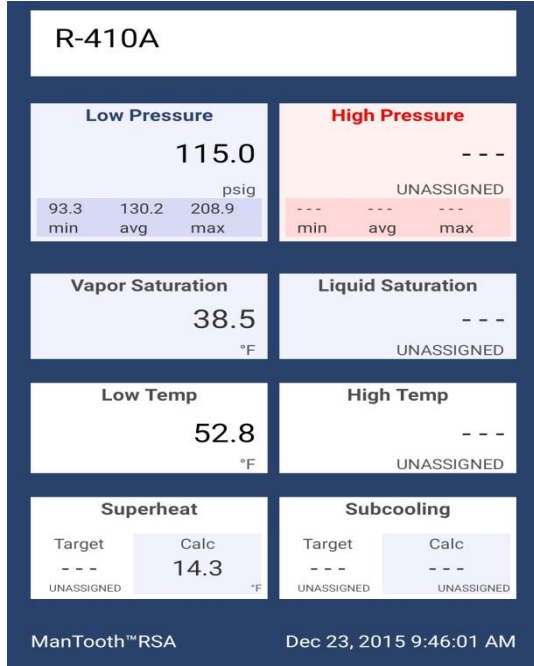 R-410A
Low Pressure
115.0
psig
93.3 130.2 208.9
min avg max
High Pressure
- - -
UNASSIGNED
- - - - - - - - -
min avg max
Vapor Saturation
38.5
°F
Liquid Saturation
- - -
UNASSIGNED
Low Temp
52.8
°F
High Temp
- - -
UNASSIGNED
Superheat
Target Calc
- - - 14.3
UNASSIGNED °F
Subcooling
Target Calc
- - - - - -
UNASSIGNED UNASSIGNED
ManTooth™RSA Dec 23, 2015 9:46:01 AM